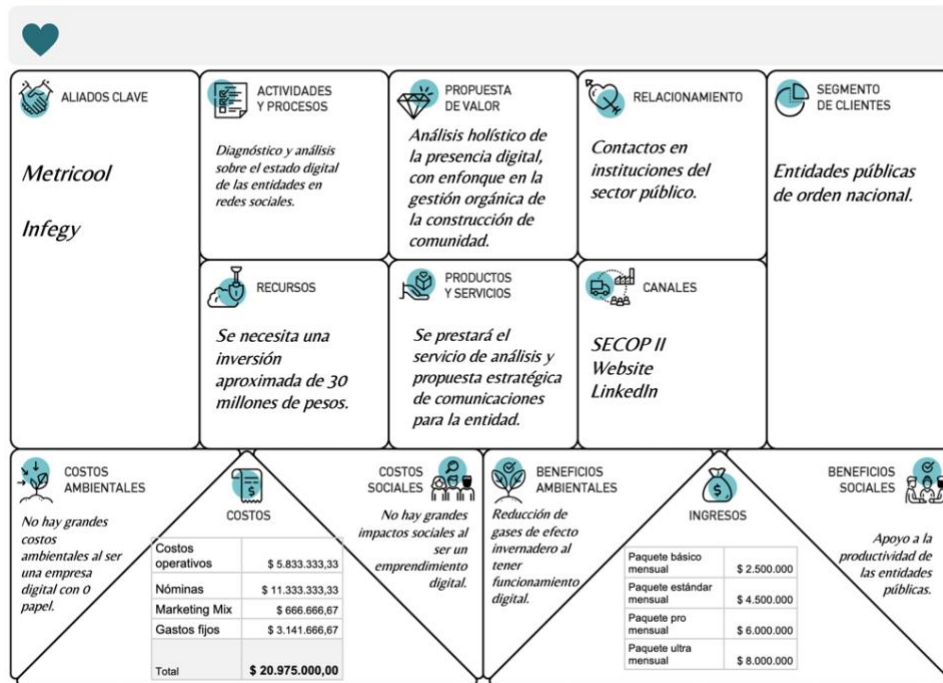 ALIADOS CLAVE
Metricool
Infegy
ACTIVIDADES
Y PROCESOS
Diagnóstico y análisis
sobre el estado digital
de las entidades en
redes sociales.
PROPUESTA
DE VALOR
Análisis holístico de
la presencia digital,
con enfonque en la
gestión orgánica de
la construcción de
comunidad.
RELACIONAMIENTO
Contactos en
instituciones del
sector público.
SEGMENTO
DE CLIENTES
Entidades públicas
de orden nacional.
RECURSOS
Se necesita una
inversión
aproximada de 30
millones de pesos.
PRODUCTOS
Y SERVICIOS
Se prestará el
servicio de análisis y
propuesta estratégica
de comunicaciones
para la entidad.
CANALES
SECOP II
Website
LinkedIn
COSTOS
AMBIENTALES
No hay grandes
costos
ambientales al ser
una empresa
digital con 0
papel.
COSTOS
Costos
operativos $ 5.833.333,33
Nóminas $ 11.333.333,33
Marketing Mix $ 666.666,67
Gastos fijos $ 3.141.666,67
Total $ 20.975.000,00
COSTOS
SOCIALES
No hay grandes
impactos sociales al
ser un
emprendimiento
digital.
BENEFICIOS
AMBIENTALES
Reducción de
gases de efecto
invernadero al
tener
funcionamiento
digital.
INGRESOS
Paquete básico
mensual $ 2.500.000
Paquete estándar
mensual $ 4.500.000
Paquete pro
mensual $ 6.000.000
Paquete ultra
mensual $ 8.000.000
BENEFICIOS
SOCIALES
Apoyo a la
productividad de
las entidades
públicas.